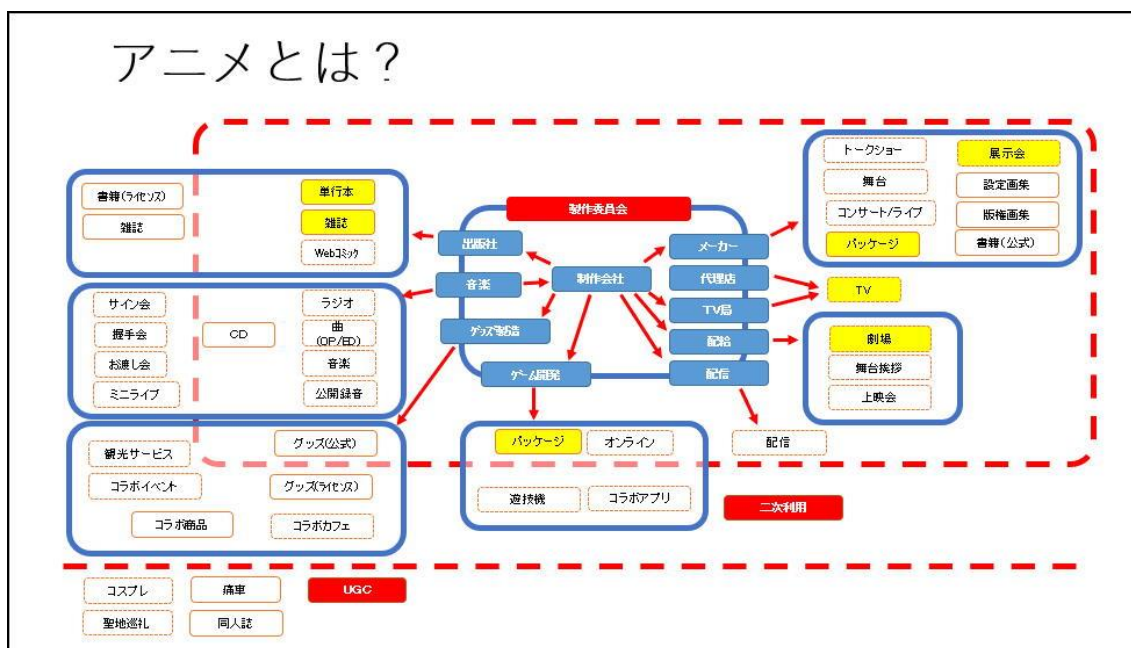 アニメとは？
トークショー
展示会
舞台
設定画集
コンサート/ライブ
版権画集
パッケージ
書籍(公式)
書籍(ライセンス)
雑誌
単行本
雑誌
Webコミック
製作委員会
出版社
音楽
グッズ製造
ゲーム開発
制作会社
メーカー
代理店
TV局
配給
配信
TV
劇場
舞台挨拶
上映会
サイン会
握手会
お渡し会
ミニライブ
CD
ラジオ
曲
(OP/ED)
音楽
公開録音
観光サービス
グッズ(公式)
コラボイベント
グッズ(ライセンス)
コラボ商品
コラボカフェ
パッケージ
オンライン
遊技機
コラボアプリ
配信
二次利用
コスプレ
痛車
UGC
聖地巡礼
同人誌